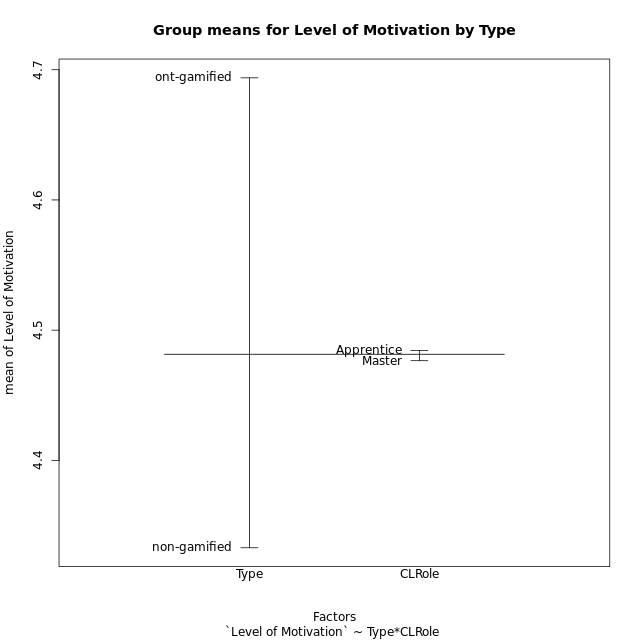 Group means for Level of Motivation by Type
mean of Level of Motivation
4.7
4.6
4.5
4.4
ont-gamified
Apprentice
Master
non-gamified
Type
CLRole
Factors
`Level of Motivation` ~ Type*CLRole